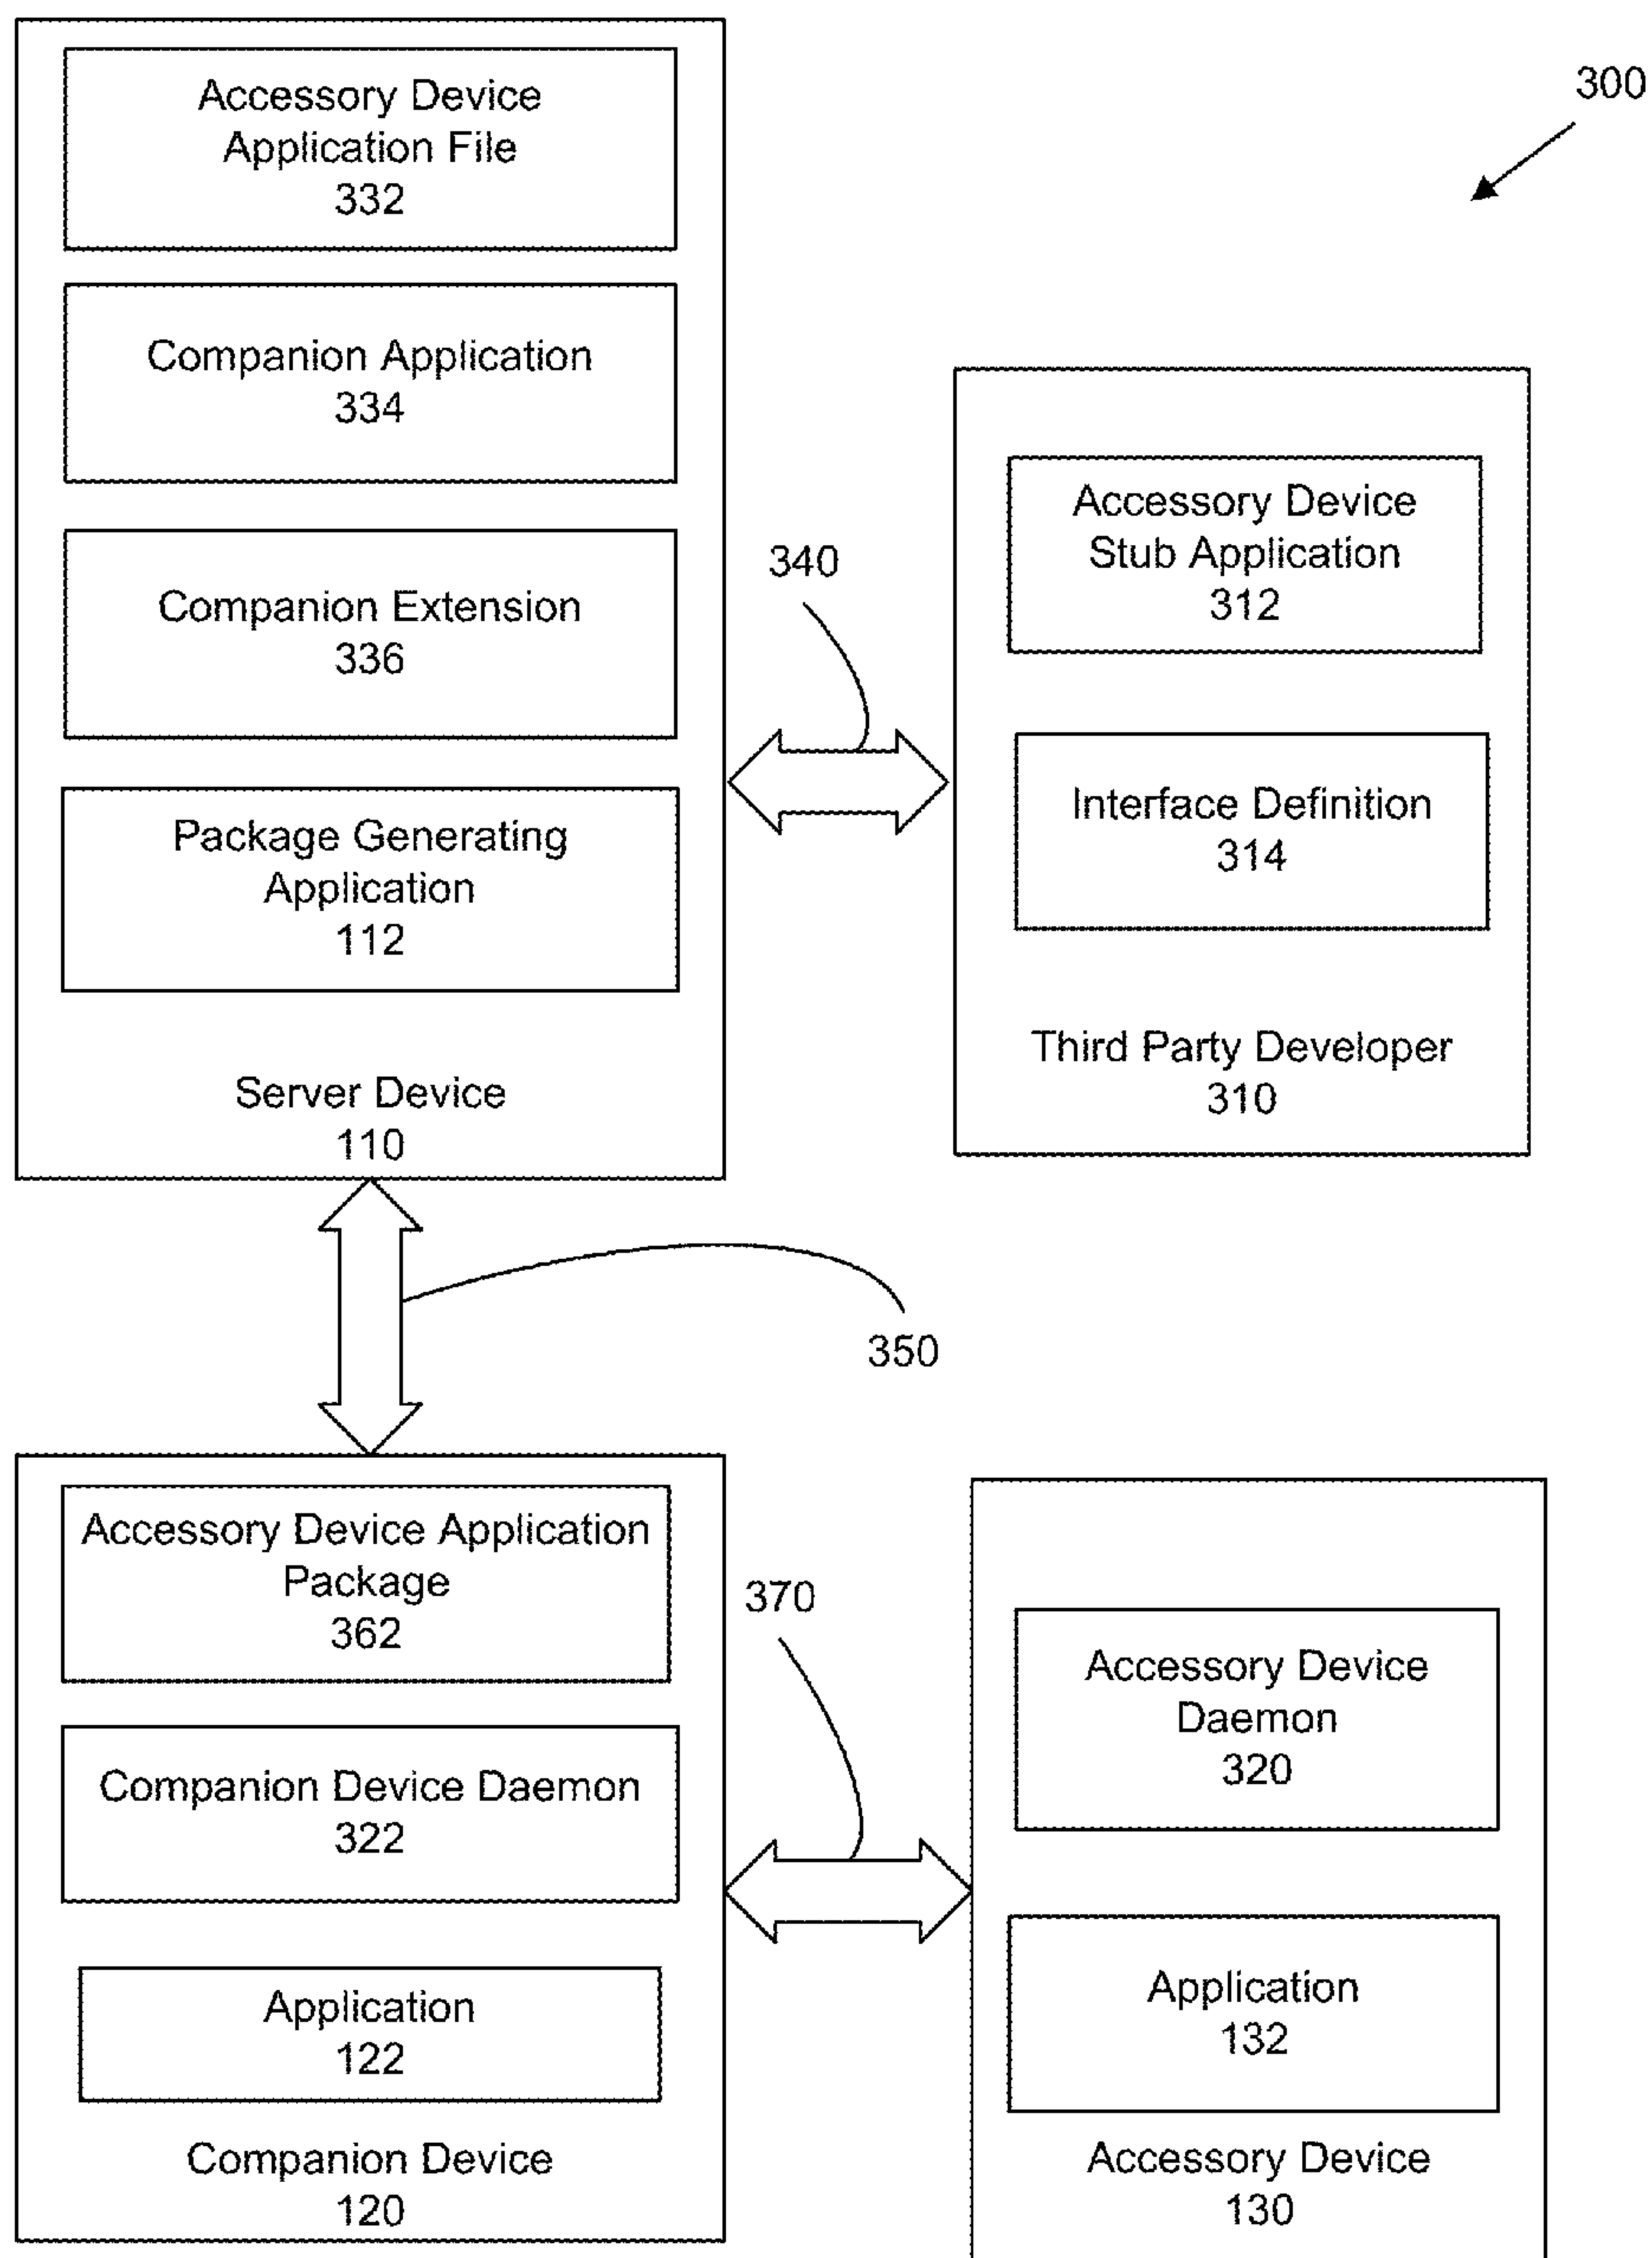 300
Accessory Device
Application File
332
Companion Application
334
Companion Extension
336
Package Generating
Application
112
Server Device
110
340
Accessory Device
Stub Application
312
Interface Definition
314
Third Party Developer
310
350
Accessory Device Application
Package
362
Companion Device Daemon
322
Application
122
Companion Device
120
370
Accessory Device
Daemon
320
Application
132
Accessory Device
130